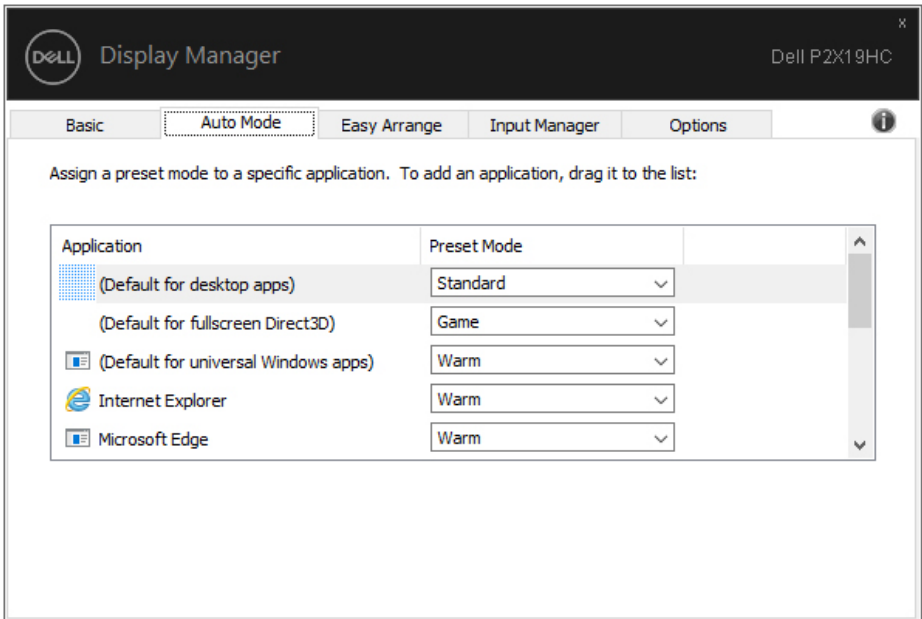 x
DELL Display Manager Dell P2X19HC
Basic Auto Mode Easy Arrange Input Manager Options
Assign a preset mode to a specific application. To add an application, drag it to the list:
Application Preset Mode
(Default for desktop apps) Standard
(Default for fullscreen Direct3D) Game
(Default for universal Windows apps) Warm
Internet Explorer Warm
Microsoft Edge Warm